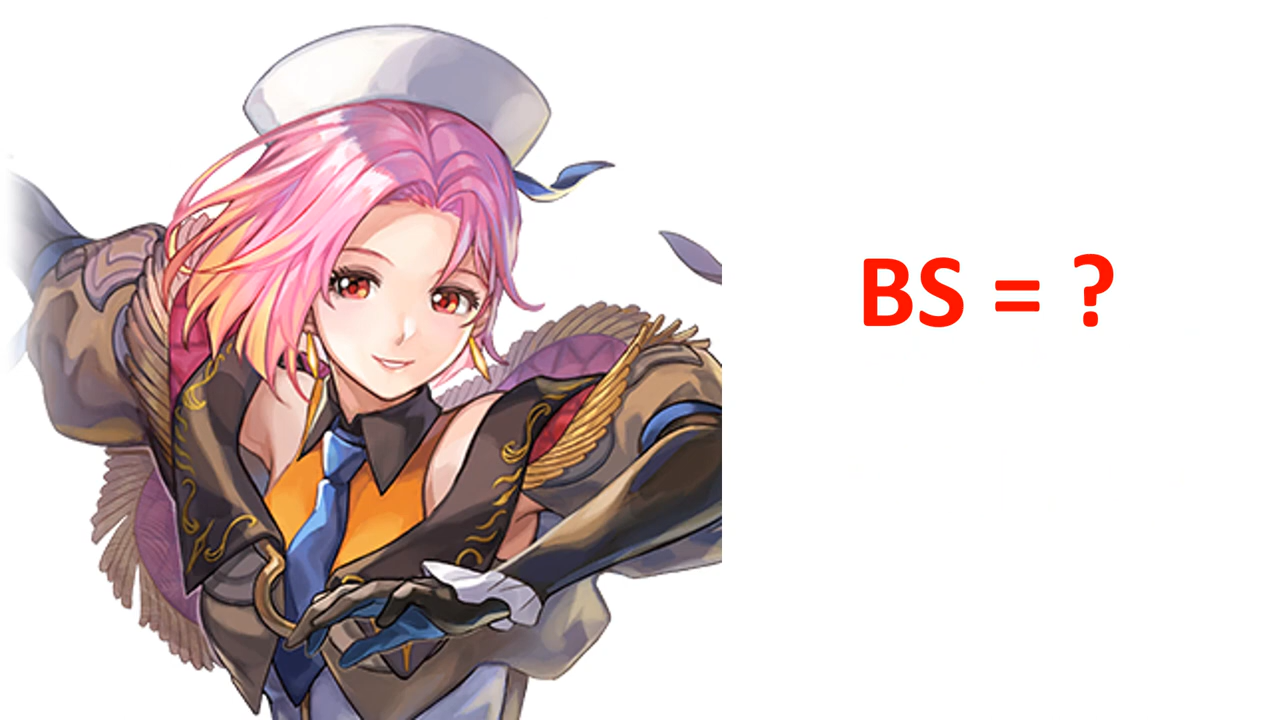 BS = ?